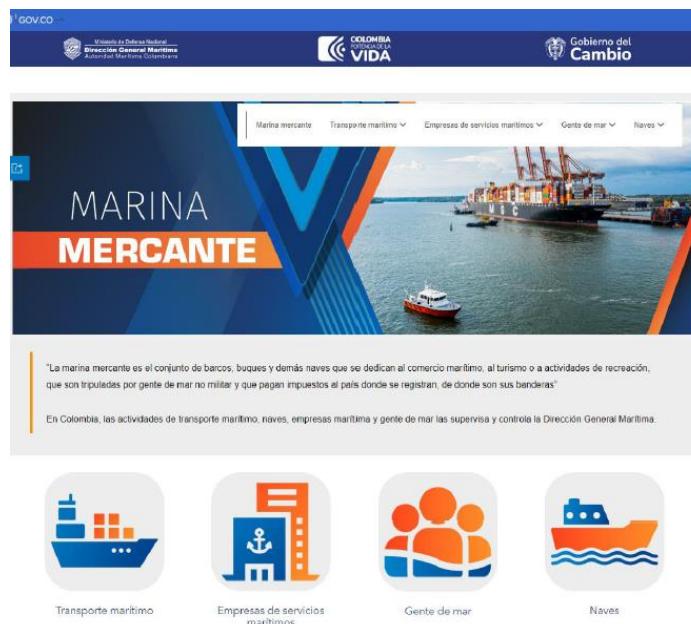 GOV.CO
Ministerio de Defensa Nacional
Dirección General Marítima
Autoridad Marítima Colombiana
COLOMBIA
POTENCIA DE LA
VIDA
Gobierno del
Cambio
Marina mercante Transporte marítimo Empresas de servicios marítimos Gente de mar Naves
MARINA
MERCANTE
M S C
"La marina mercante es el conjunto de barcos, buques y demás naves que se dedican al comercio marítimo, al turismo o a actividades de recreación,
que son tripuladas por gente de mar no militar y que pagan impuestos al país donde se registran, de donde son sus banderas"
En Colombia, las actividades de transporte marítimo, naves, empresas marítima y gente de mar las supervisa y controla la Dirección General Marítima.
Transporte marítimo
Empresas de servicios
marítimos
Gente de mar
Naves